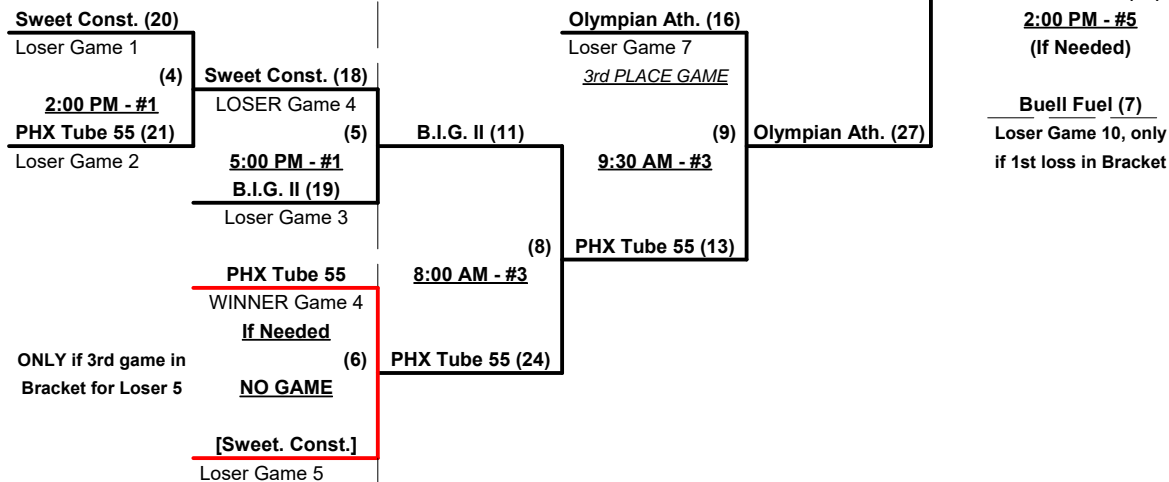 Sweet Const. (20)
Loser Game 1
(4)
2:00 PM - #1
PHX Tube 55 (21)
Loser Game 2
Sweet Const. (18)
LOSER Game 4
(5)
5:00 PM - #1
B.I.G. II (19)
Loser Game 3
PHX Tube 55
WINNER Game 4
If Needed
(6)
ONLY if 3rd game in
Bracket for Loser 5
NO GAME
[Sweet. Const.]
Loser Game 5
B.I.G. II (11)
(8)
8:00 AM - #3
PHX Tube 55 (24)
Olympian Ath. (16)
Loser Game 7
3rd PLACE GAME
(9)
9:30 AM - #3
PHX Tube 55 (13)
Olympian Ath. (27)
2:00 PM - #5
(If Needed)
Buell Fuel (7)
Loser Game 10, only
if 1st loss in Bracket